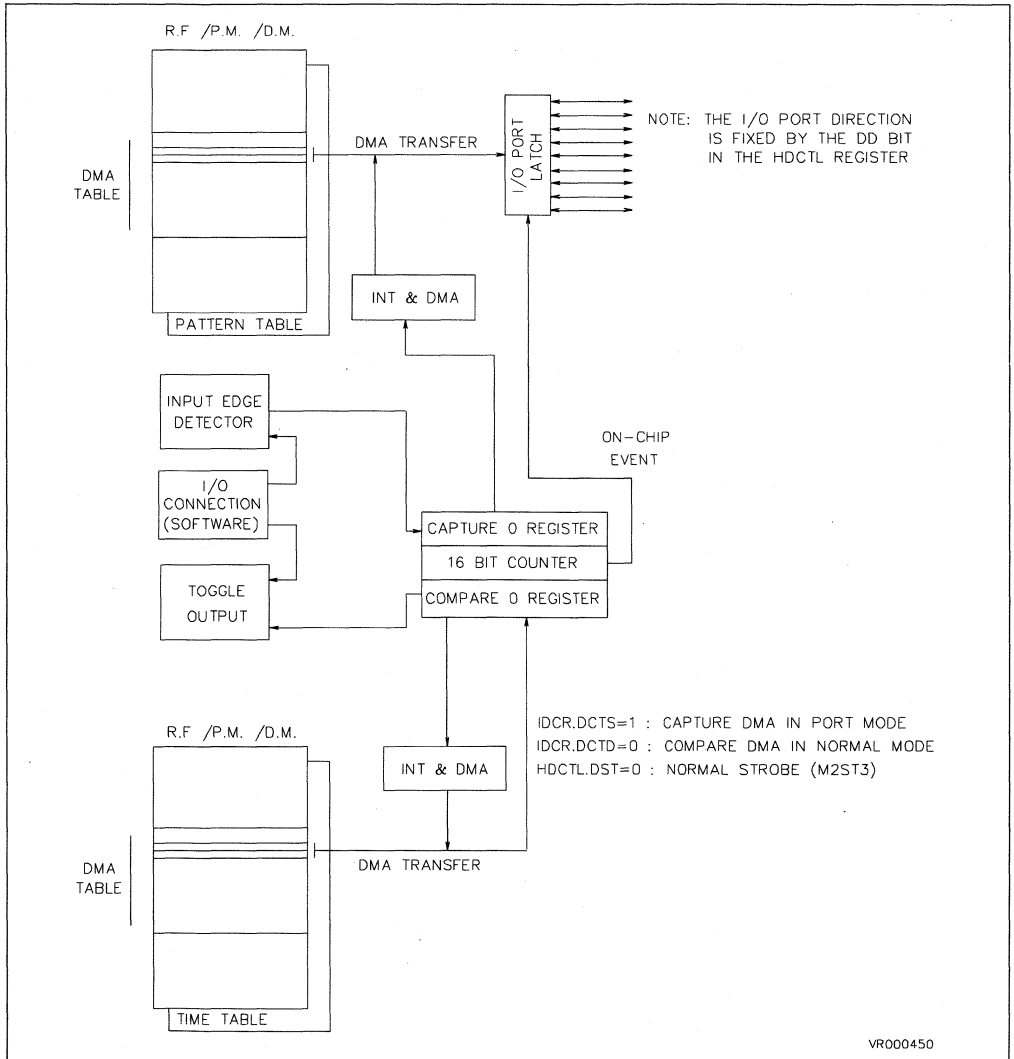 R.F /P.M. /D.M.
DMA
TABLE
PATTERN TABLE
DMA TRANSFER
I/O PORT
LATCH
NOTE: THE I/O PORT DIRECTION
IS FIXED BY THE DD BIT
IN THE HDCTL REGISTER
INT & DMA
INPUT EDGE
DETECTOR
I/O
CONNECTION
(SOFTWARE)
TOGGLE
OUTPUT
ON-CHIP
EVENT
CAPTURE 0 REGISTER
16 BIT COUNTER
COMPARE 0 REGISTER
R.F /P.M. /D.M.
DMA
TABLE
TIME TABLE
INT & DMA
DMA TRANSFER
IDCR.DCTS=1 : CAPTURE DMA IN PORT MODE
IDCR.DCTD=0 : COMPARE DMA IN NORMAL MODE
HDCTL.DST=0 : NORMAL STROBE (M2ST3)
VR000450